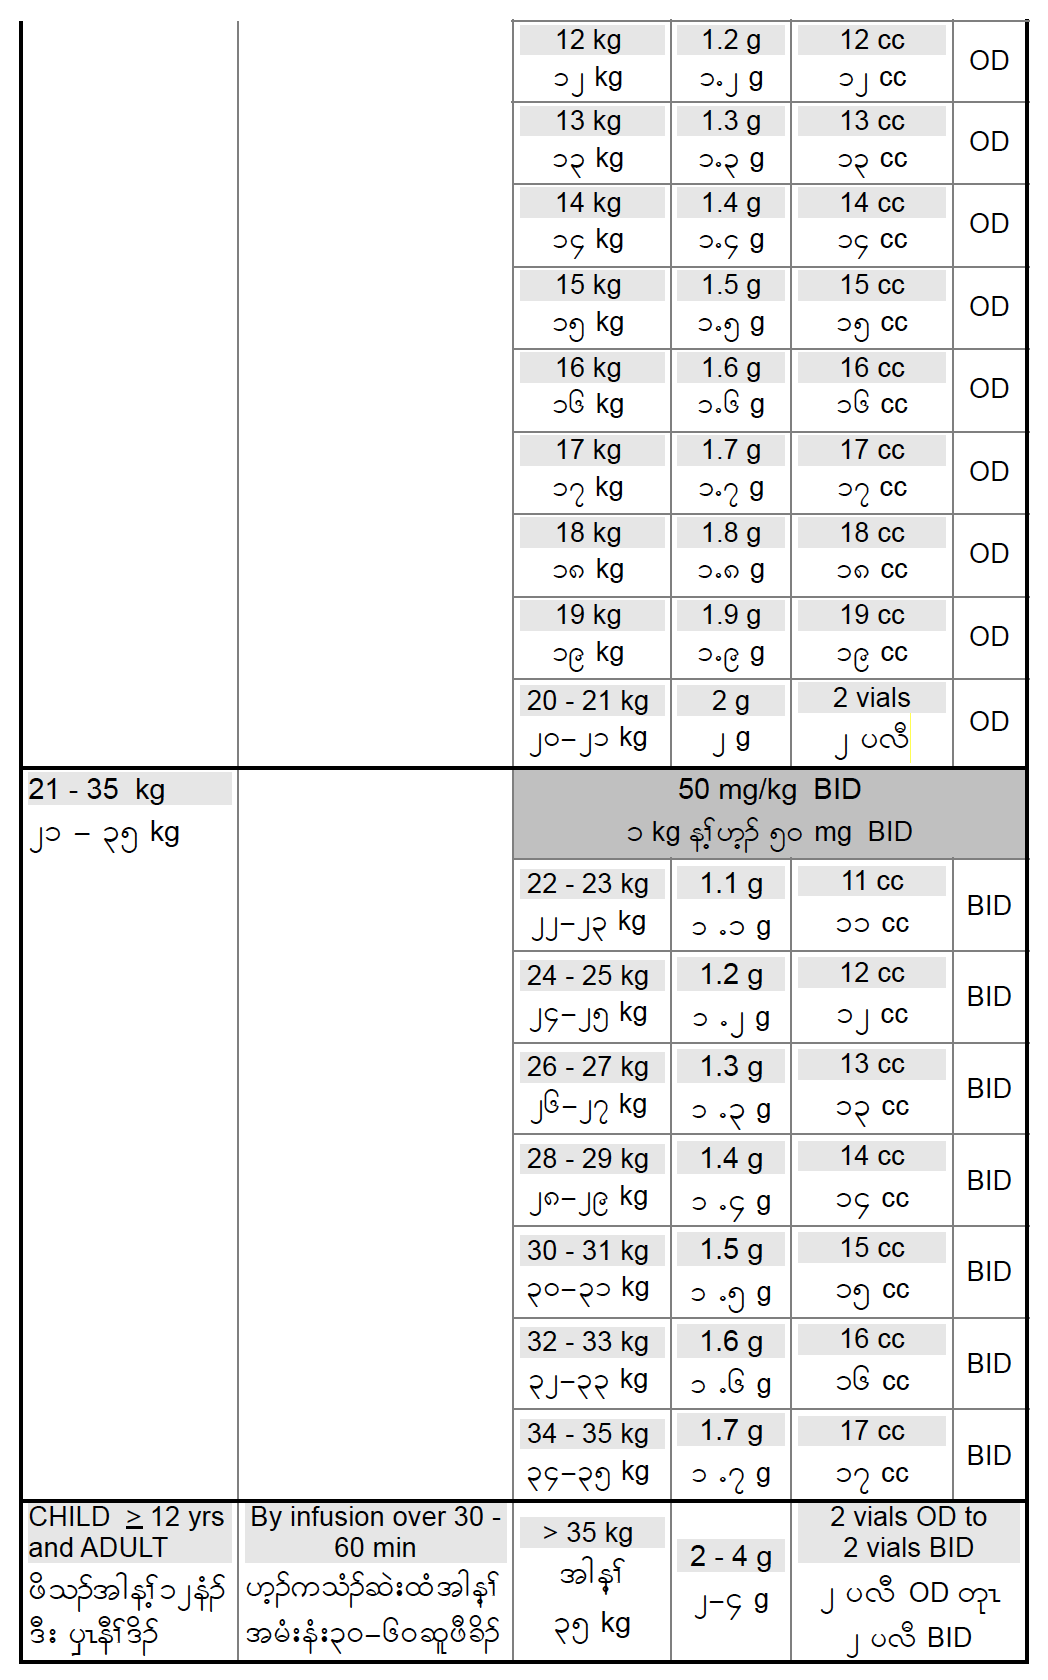 12 kg 1.2 g 12 cc OD
၁၂ kg ၁.၂ g ၁၂ cc
13 kg 1.3 g 13 cc OD
၁၃ kg ၁.၃ g ၁၃ cc
14 kg 1.4 g 14 cc OD
၁၄ kg ၁.၄ g ၁၄ cc
15 kg 1.5 g 15 cc OD
၁၅ kg ၁.၅ g ၁၅ cc
16 kg 1.6 g 16 cc OD
၁၆ kg ၁.၆ g ၁၆ cc
17 kg 1.7 g 17 cc OD
၁၇ kg ၁.၇ g ၁၇ cc
18 kg 1.8 g 18 cc OD
၁၈ kg ၁.၈ g ၁၈ cc
19 kg 1.9 g 19 cc OD
၁၉ kg ၁.၉ g ၁၉ cc
20 - 21 kg 2 g 2 vials OD
၂၀–၂၁ kg ၂ g ၂ ပလီ
21 - 35 kg 50 mg/kg BID
၂၁ – ၃၅ kg ၁ kg န့ၢ်ဟ့ၣ် ၅၀ mg BID
22 - 23 kg 1.1 g 11 cc BID
၂၂–၂၃ kg ၁ .၁ g ၁၁ cc
24 - 25 kg 1.2 g 12 cc BID
၂၄–၂၅ kg ၁ .၂ g ၁၂ cc
26 - 27 kg 1.3 g 13 cc BID
၂၆–၂၇ kg ၁ .၃ g ၁၃ cc
28 - 29 kg 1.4 g 14 cc BID
၂၈–၂၉ kg ၁ .၄ g ၁၄ cc
30 - 31 kg 1.5 g 15 cc BID
၃၀–၃၁ kg ၁ .၅ g ၁၅ cc
32 - 33 kg 1.6 g 16 cc BID
၃၂–၃၃ kg ၁ .၆ g ၁၆ cc
34 - 35 kg 1.7 g 17 cc BID
၃၄–၃၅ kg ၁ .၇ g ၁၇ cc
CHILD ≥ 12 yrs
and ADULT
ဖိသၣ်အါန့ၢ်၁၂နံၣ်
ဒီး ပှၤနီၢ်ဒိၣ်
By infusion over 30 -
60 min
ဟ့ၣ်ကသံၣ်ဆဲးထံအါန့ၢ်
အမံးနံး၃၀–၆၀ဆူဖီခိၣ်
> 35 kg
အါန့ၢ်
၃၅ kg
2 - 4 g
၂–၄ g
2 vials OD to
2 vials BID
၂ ပလီ OD တုၤ
၂ ပလီ BID